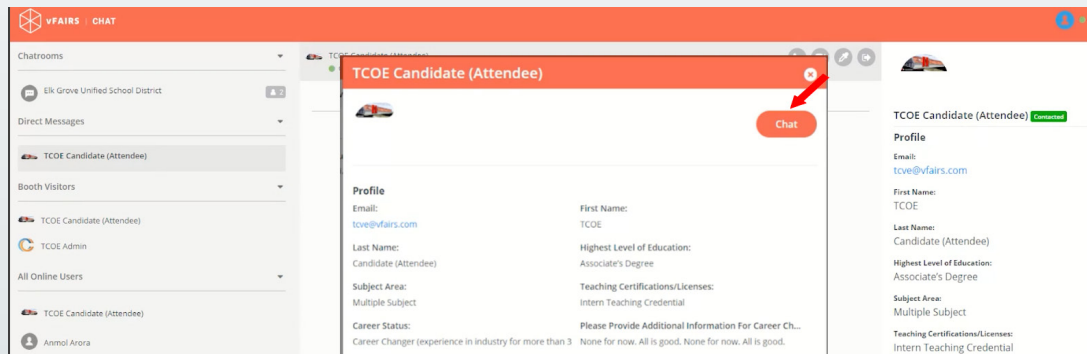 vFAIRS | CHAT
Chatrooms
Elk Grove Unified School District
2
Direct Messages
TCOE Candidate (Attendee)
Booth Visitors
TCOE Candidate (Attendee)
TCOE Admin
All Online Users
TCOE Candidate (Attendee)
Anmol Arora
TCOE Candidate (Attendee)
TCOE Candidate (Attendee)
Chat
Profile
Email:
tcve@vfairs.com
First Name:
TCOE
Last Name:
Candidate (Attendee)
Highest Level of Education:
Associate's Degree
Subject Area:
Multiple Subject
Teaching Certifications/Licenses:
Intern Teaching Credential
Career Status:
Career Changer (experience in industry for more than 3
Please Provide Additional Information For Career Ch...
None for now. All is good. None for now. All is good.
TCOE Candidate (Attendee) Contacted
Profile
Email:
tcve@vfairs.com
First Name:
TCOE
Last Name:
Candidate (Attendee)
Highest Level of Education:
Associate's Degree
Subject Area:
Multiple Subject
Teaching Certifications/Licenses:
Intern Teaching Credential